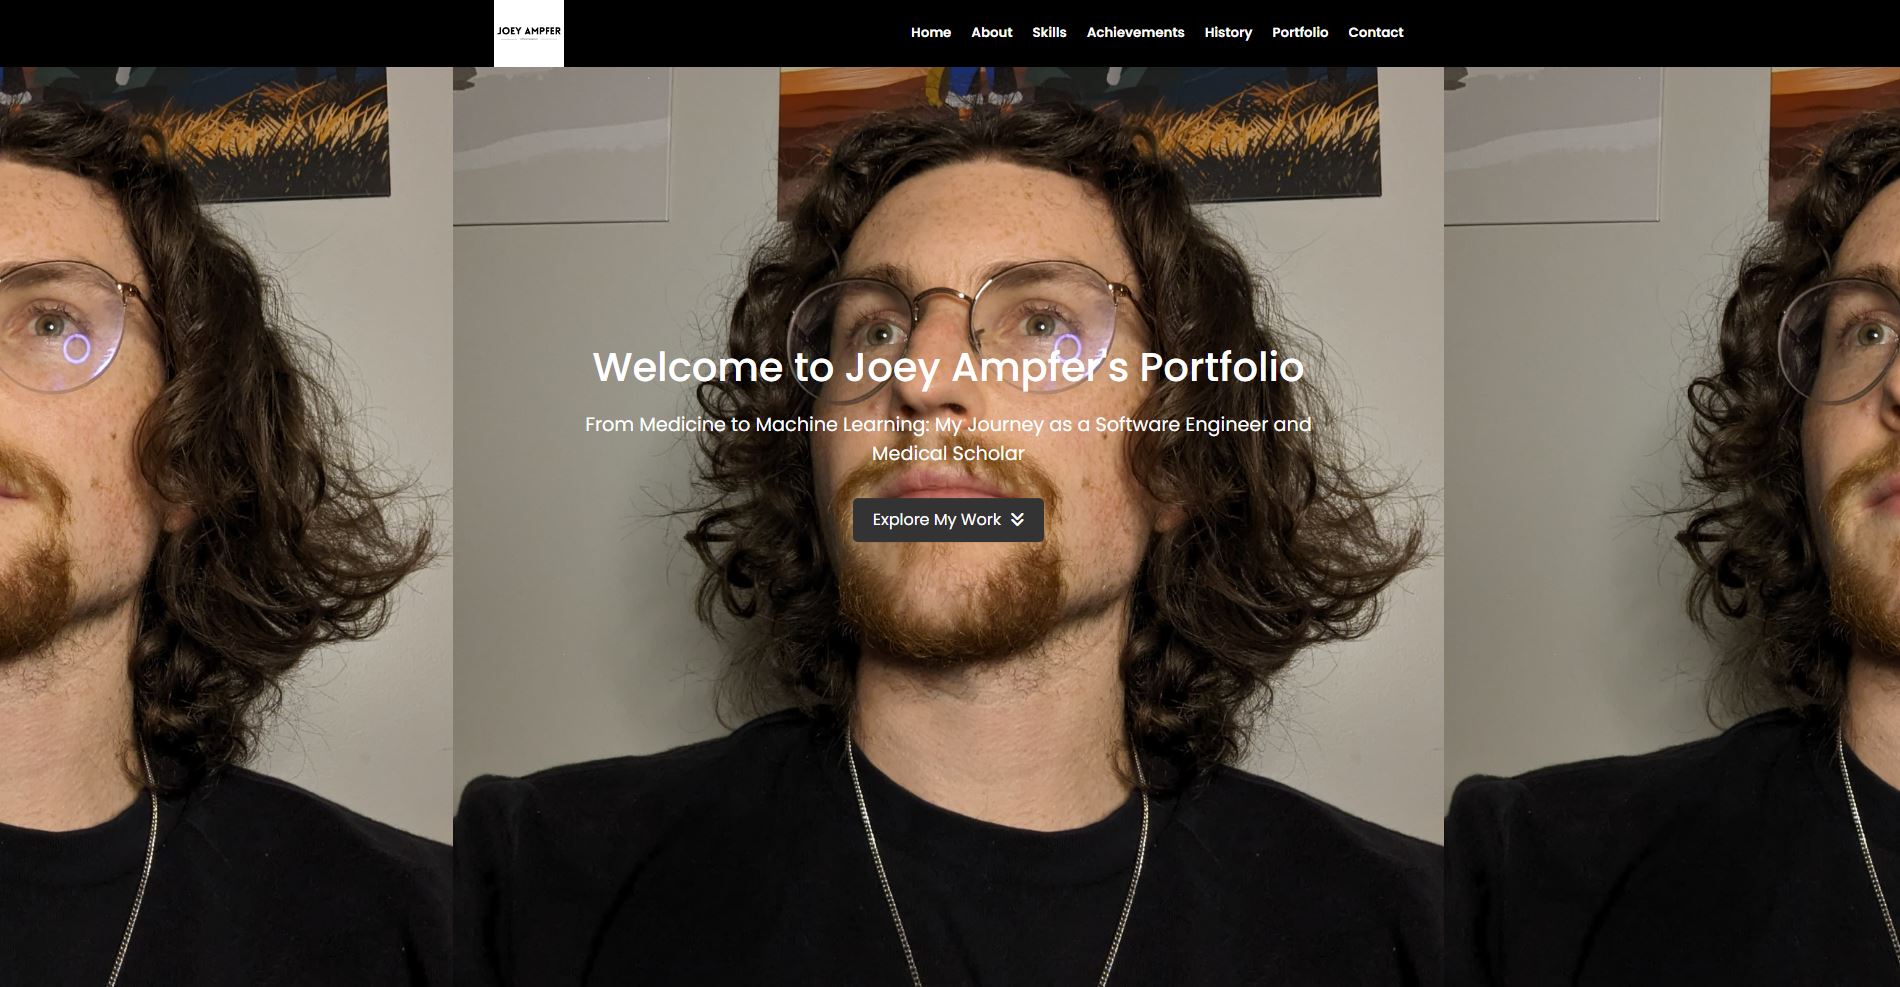 JOEY AMPFER
Home About Skills Achievements History Portfolio Contact
Welcome to Joey Ampfer's Portfolio
From Medicine to Machine Learning: My Journey as a Software Engineer and
Medical Scholar
Explore My Work